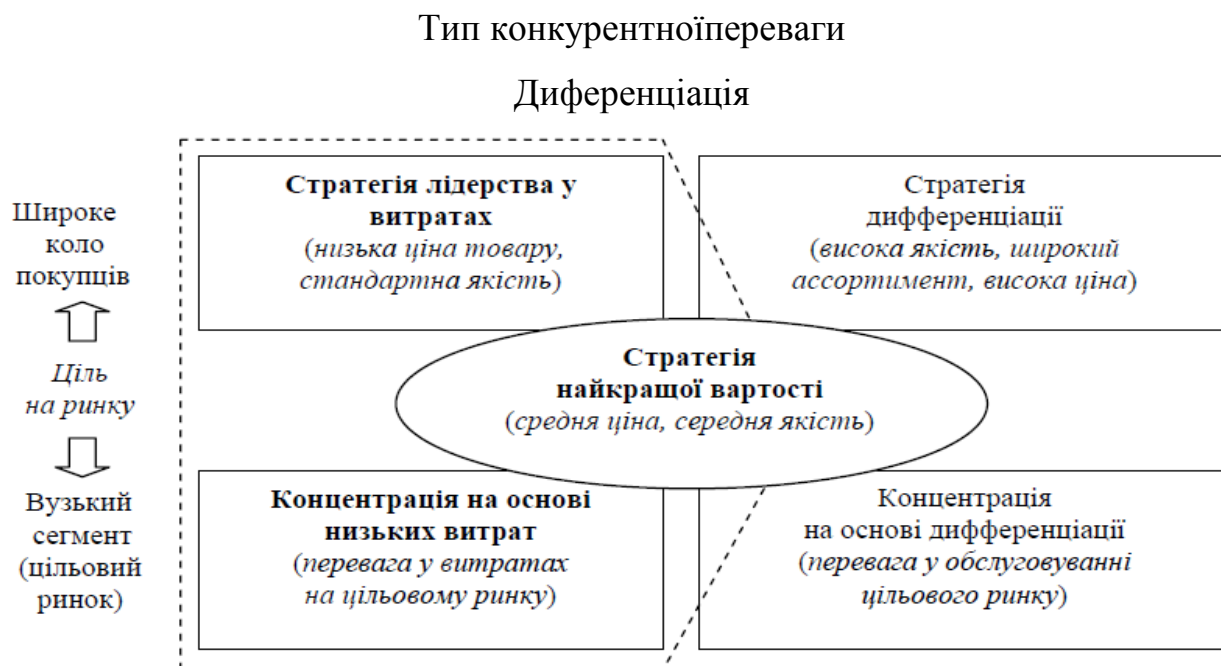 Тип конкурентноїпереваги
Диференціація
Широке
коло
покупців
Ціль
на ринку
Вузький
сегмент
(цільовий
ринок)
Стратегія лідерства у
витратах
(низька ціна товару,
стандартна якість)
Стратегія
дифференціації
(висока якість, широкий
ассортимент, висока ціна)
Стратегія
найкращої вартості
(средня ціна, середня якість)
Концентрація на основі
низьких витрат
(перевага у витратах
на цільовому ринку)
Концентрація
на основі дифференціації
(перевага у обслуговуванні
цільового ринку)